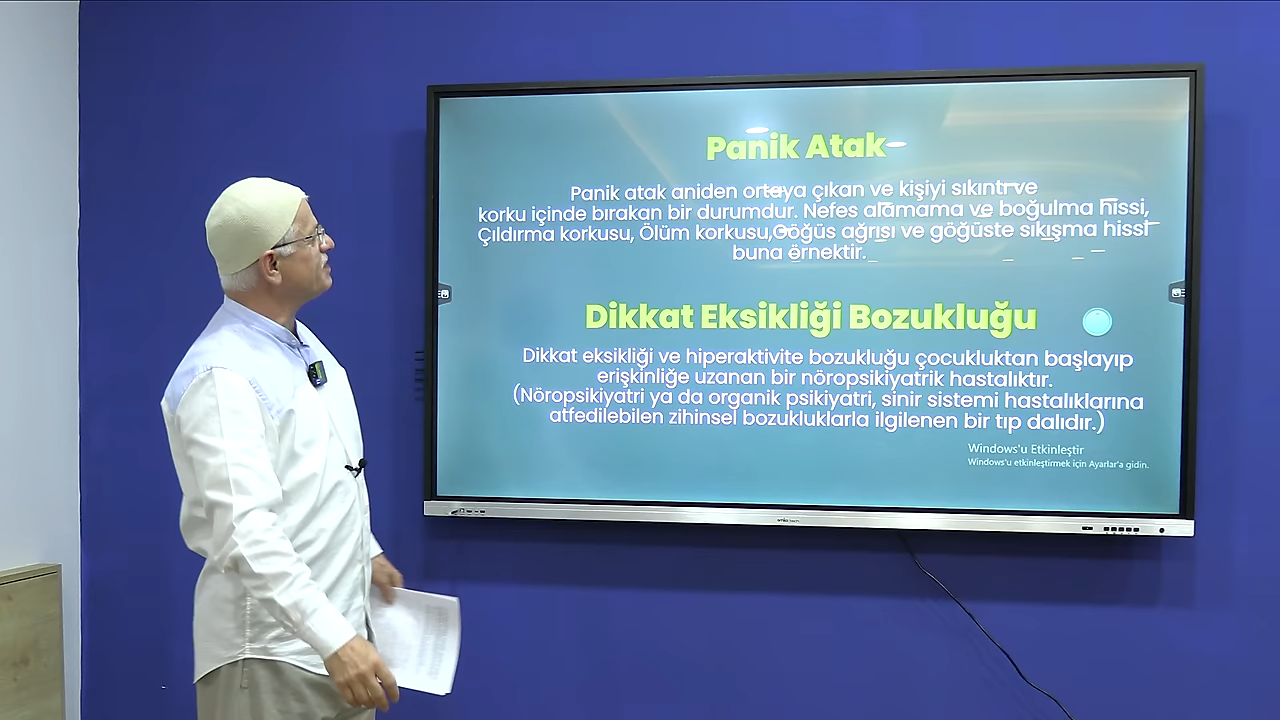 Panik Atak
Panik atak aniden ortaya çıkan ve kişiyi sıkıntı ve
korku içinde bırakan bir durumdur. Nefes alamama ve boğulma hissi,
Çıldırma korkusu, Ölüm korkusu,Göğüs ağrısı ve göğüste sıkışma hissi
buna örnektir.
Dikkat Eksikliği Bozukluğu
Dikkat eksikliği ve hiperaktivite bozukluğu çocukluktan başlayıp
erişkinliğe uzanan bir nöropsikiyatrik hastalıktır.
(Nöropsikiyatri ya da organik psikiyatri, sinir sistemi hastalıklarına
atfedilebilen zihinsel bozukluklarla ilgilenen bir tıp dalıdır.)
Windows'u Etkinleştir
Windows'u etkinleştirmek için Ayarlar'a gidin.